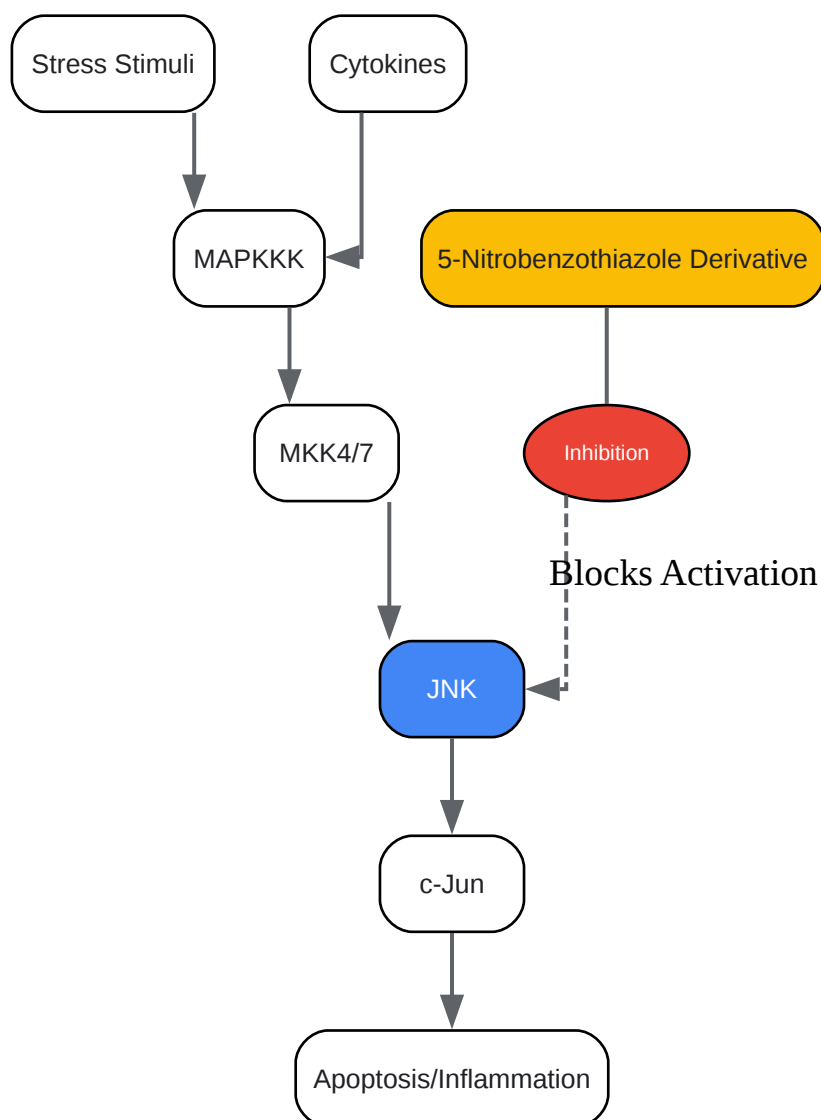 Stress Stimuli
Cytokines
MAPKKK
5-Nitrobenzothiazole Derivative
MKK4/7
Inhibition
Blocks Activation
JNK
c-Jun
Apoptosis/Inflammation